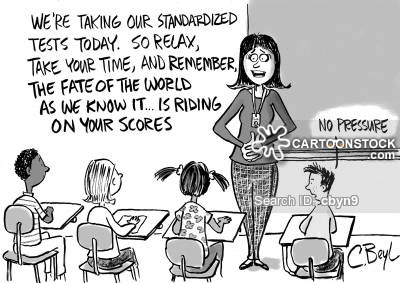 WE'RE TAKING OUR STANDARDIZED
TESTS TODAY. SO RELAX,
TAKE YOUR TIME, AND REMEMBER,
THE FATE OF THE WORLD
AS WE KNOW IT... IS RIDING
ON YOUR SCORES
NO PRESSURE
CARTOONSTOCK
.com
Search ID: cbyn9
C. Beyl